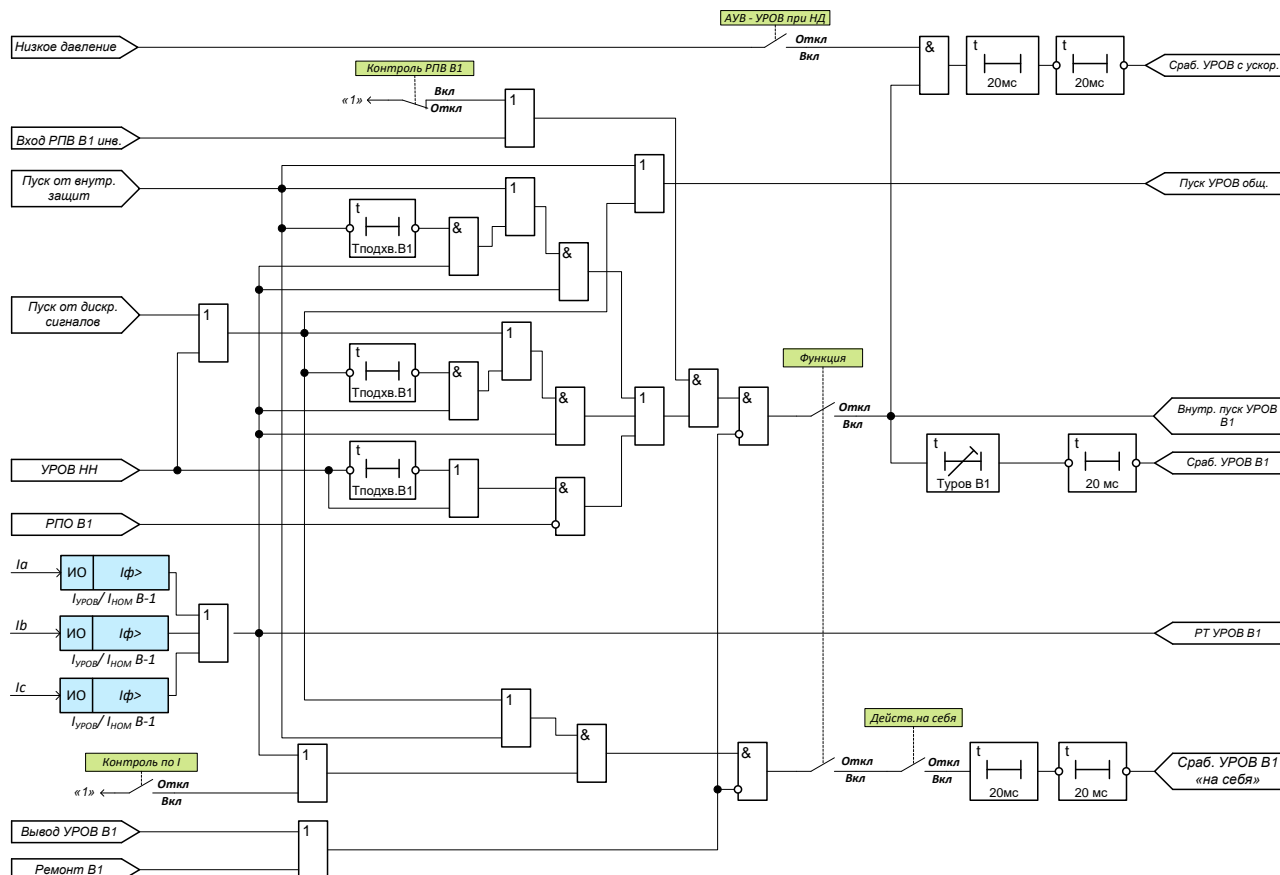 АУВ - УРОВ при НД
Низкое давление
Откл
Вкл
&
t
20мс
t
20мс
Сраб. УРОВ с ускор.
Контроль РПВ В1
«1»
Вкл
Откл
1
Вход РПВ В1 инв.
Пуск от внутр.
защит
1
1
Пуск УРОВ общ.
t
Тподхв.В1
&
&
Пуск от дискр.
сигналов
1
1
t
Тподхв.В1
&
&
1
&
&
Функция
Откл
Вкл
Внутр. пуск УРОВ
В1
УРОВ НН
t
Тподхв.В1
1
&
t
Туров В1
t
20 мс
Сраб. УРОВ В1
РПО В1
Ia
ИО
Iф>
IУРОВ/ IНОМ В-1
Ib
ИО
Iф>
IУРОВ/ IНОМ В-1
Ic
ИО
Iф>
IУРОВ/ IНОМ В-1
1
РТ УРОВ В1
1
&
&
Действ.на себя
Откл
Вкл
Откл
Вкл
t
20мс
t
20 мс
Сраб. УРОВ В1
«на себя»
Контроль по I
«1»
Откл
Вкл
1
Вывод УРОВ В1
1
Ремонт В1